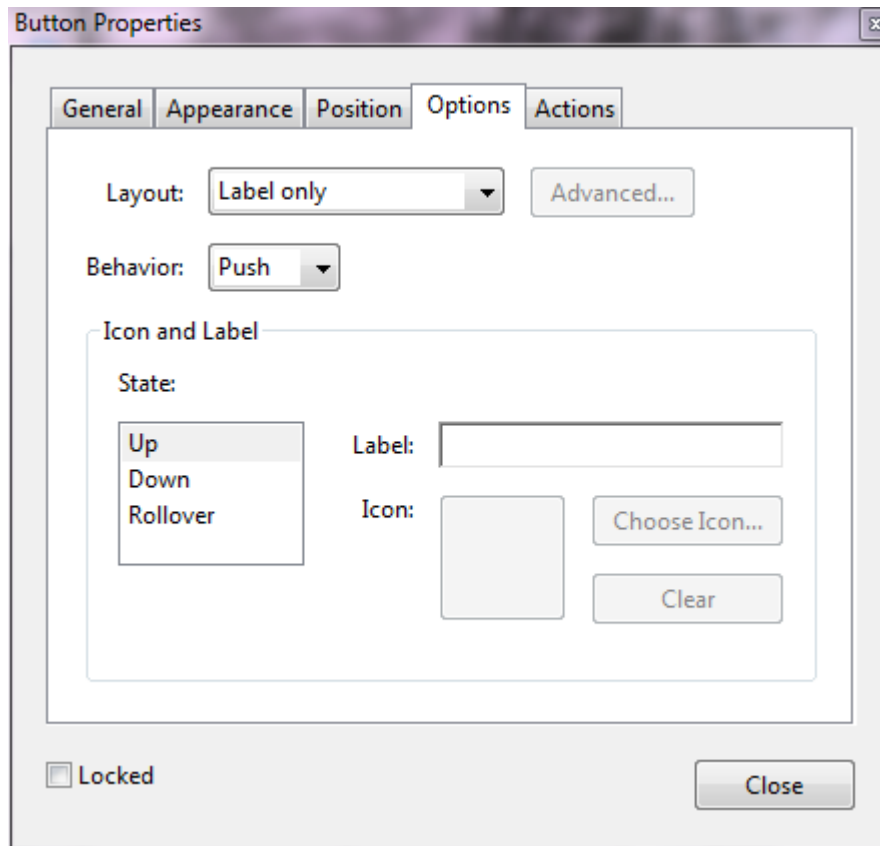 Button Properties
General Appearance Position Options Actions
Layout: Label only Advanced...
Behavior: Push
Icon and Label
State:
Up
Down
Rollover
Label:
Icon: Choose Icon...
Clear
Locked
Close